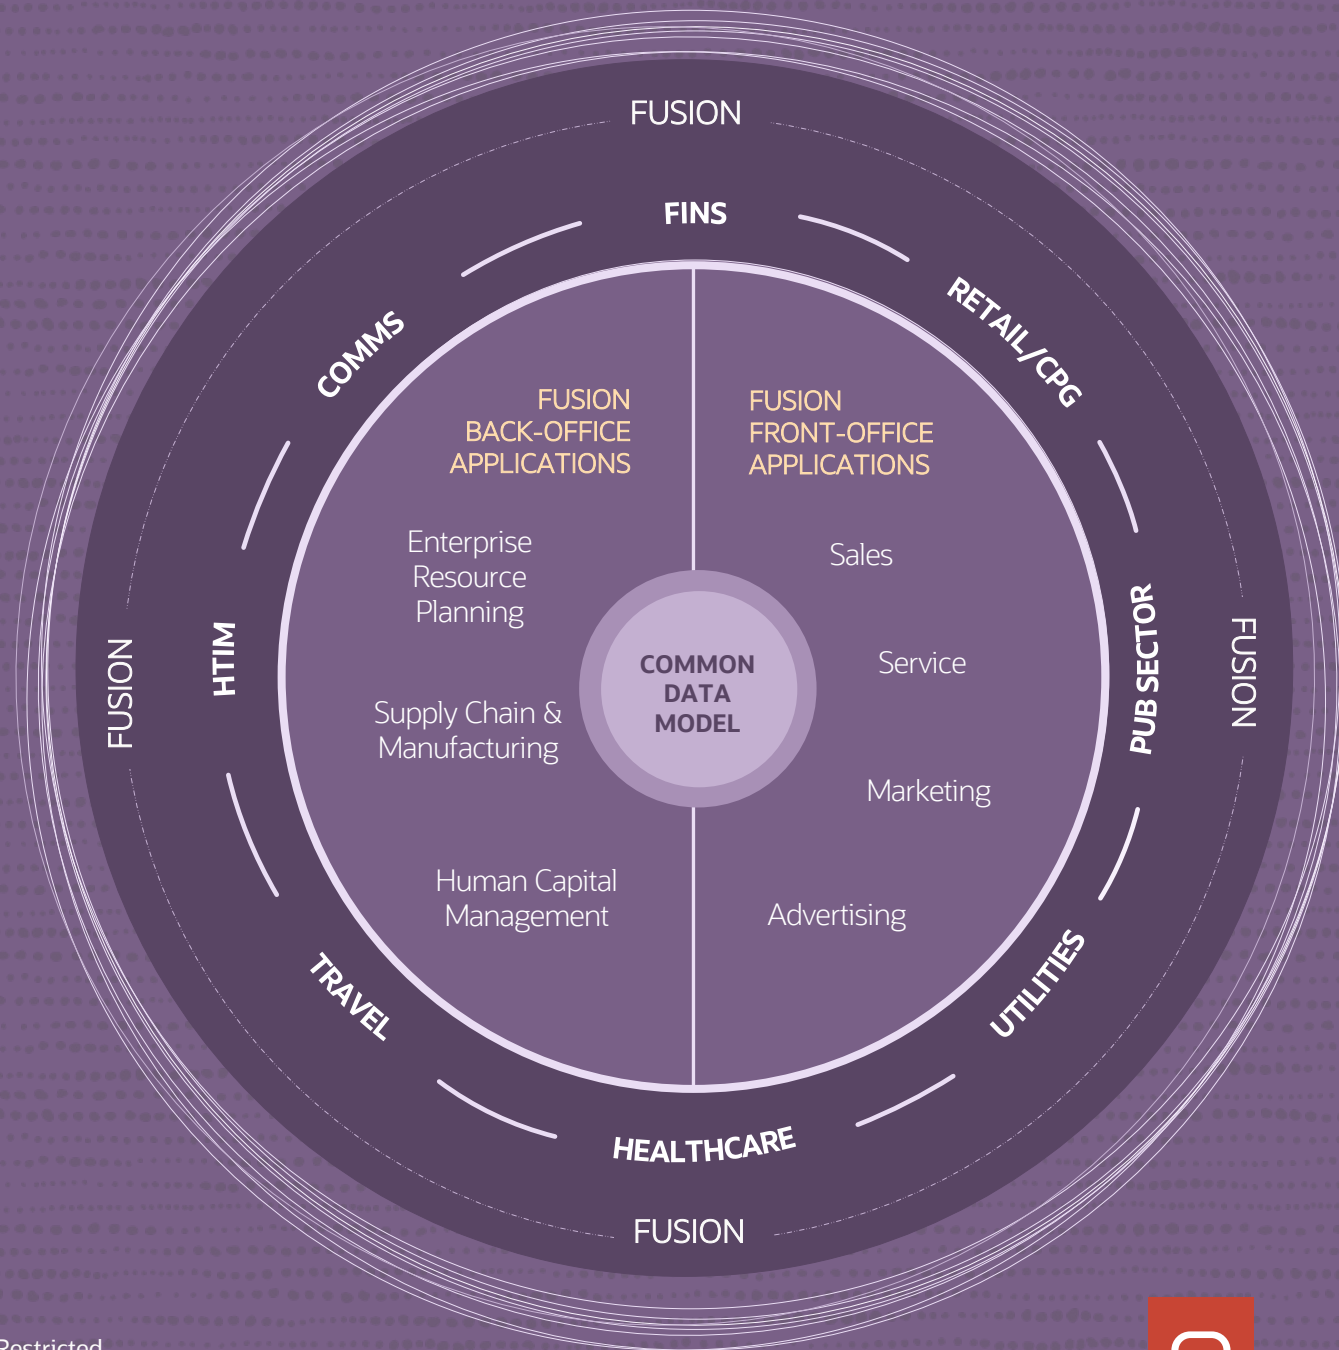 FUSION
FINS
RETAIL/CPG
COMMS
FUSION
BACK-OFFICE
APPLICATIONS
FUSION
FRONT-OFFICE
APPLICATIONS
Enterprise
Resource
Planning
Sales
HTIM
FUSION
COMMON
DATA
MODEL
Service
PUB SECTOR
FUSION
Supply Chain &
Manufacturing
Marketing
Human Capital
Management
Advertising
TRAVEL
UTILITIES
HEALTHCARE
FUSION
Restricted